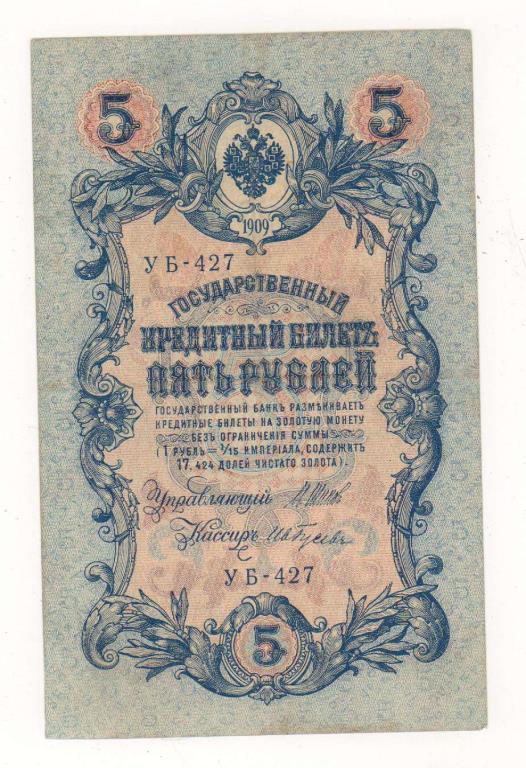 5 5
1909
УБ-427
ГОСУДАРСТВЕННЫЙ
КРЕДИТНЫЙ БИЛЕТЪ
ПЯТЬ РУБЛЕЙ
ГОСУДАРСТВЕННЫЙ БАНКЪ РАЗМѢНИВАЕТЪ
КРЕДИТНЫЕ БИЛЕТЫ НА ЗОЛОТУЮ МОНЕТУ
БЕЗЪ ОГРАНИЧЕНІЯ СУММЫ
(1 РУБЛЬ = 1/15 ИМПЕРІАЛА, СОДЕРЖИТЪ
17,424 ДОЛЕЙ ЧИСТАГО ЗОЛОТА).
Управляющій
Кассиръ
УБ-427
5